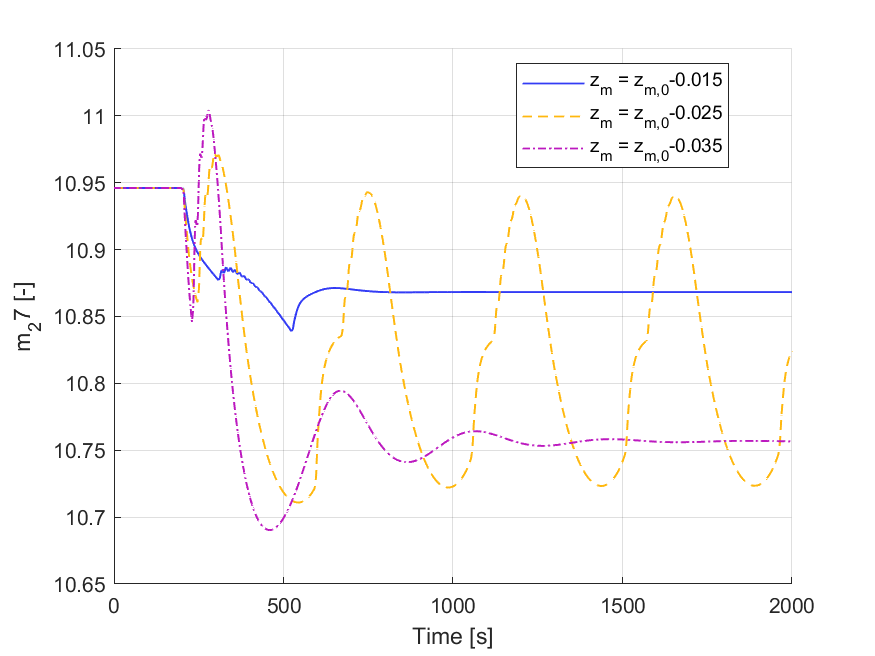 11.05
11
10.95
10.9
10.85
10.8
10.75
10.7
10.65
m_27 [-]
z_m = z_m,0-0.015
z_m = z_m,0-0.025
z_m = z_m,0-0.035
0 500 1000 1500 2000
Time [s]